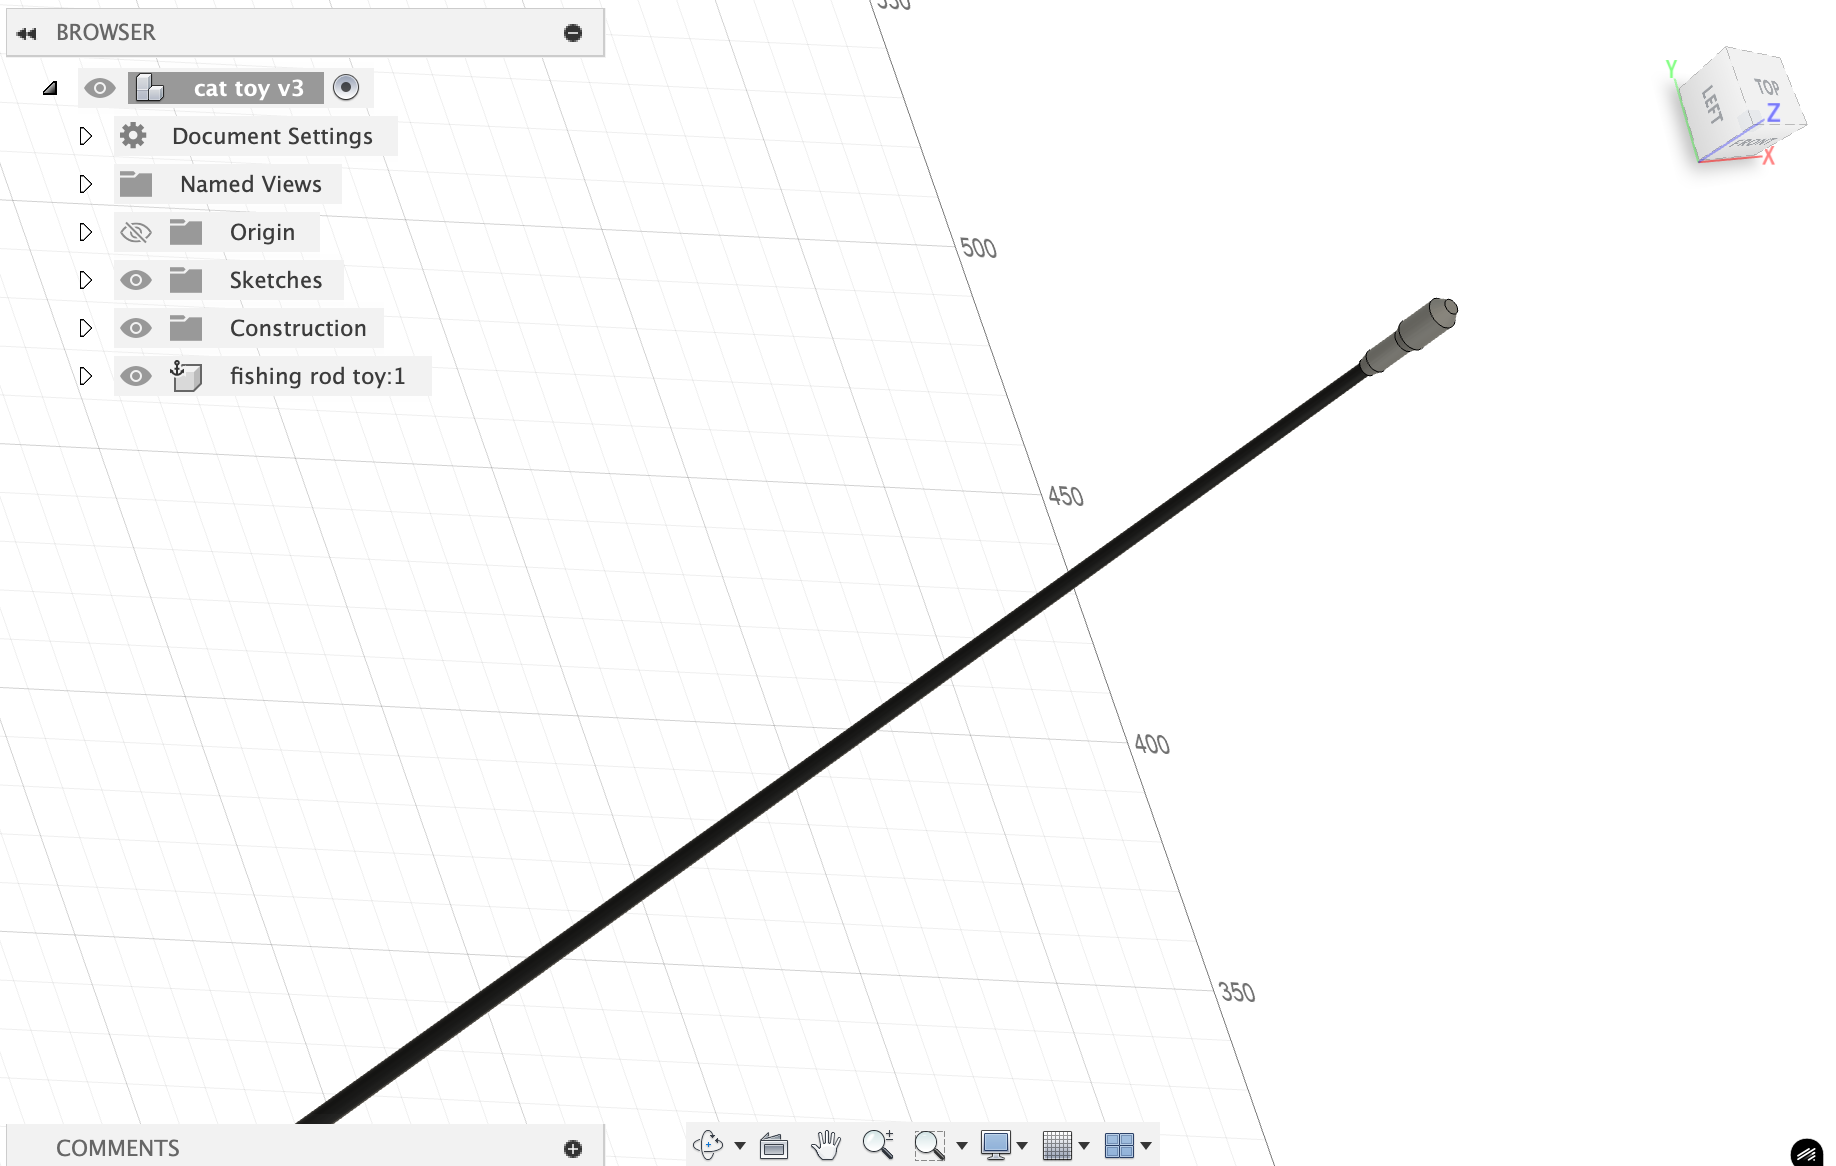 BROWSER
cat toy v3
Document Settings
Named Views
Origin
Sketches
Construction
fishing rod toy:1
550
500
450
400
350
Y
LEFT
TOP
Z
FRONT
X
COMMENTS